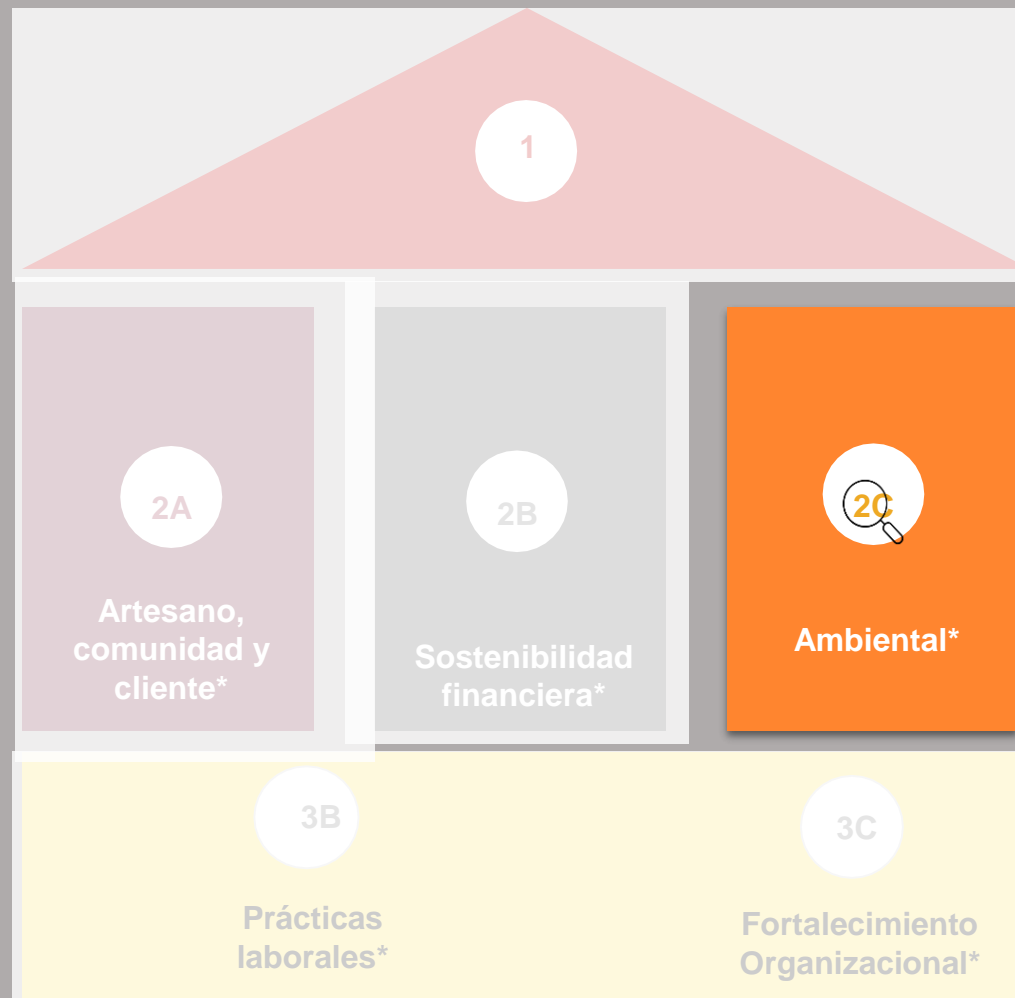 1
2A
Artesano,
comunidad y
cliente*
2B
Sostenibilidad
financiera*
2C
Ambiental*
3B
Prácticas
laborales*
3C
Fortalecimiento
Organizacional*